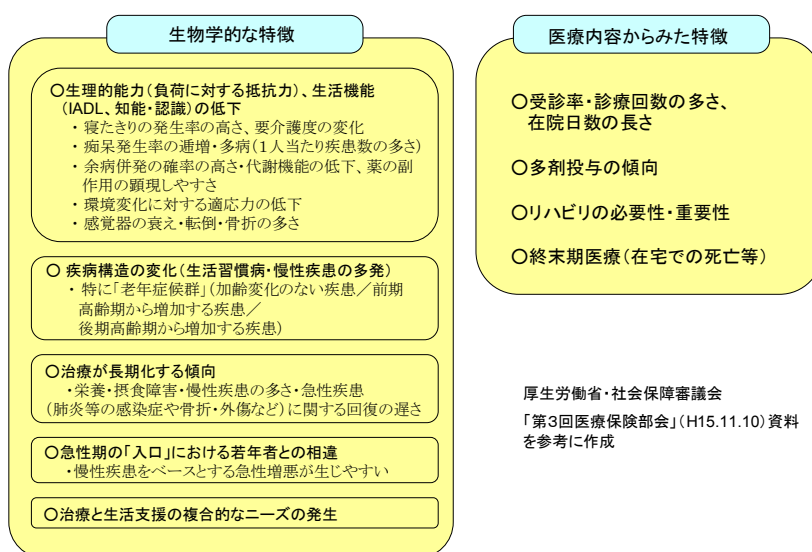 生物学的な特徴
〇生理的能力(負荷に対する抵抗力)、生活機能
(IADL、知能・認識)の低下
・ 寝たきりの発生率の高さ、要介護度の変化
・ 痴呆発生率の逓増・多病(1人当たり疾患数の多さ)
・ 余病併発の確率の高さ・代謝機能の低下、薬の副
作用の顕現しやすさ
・ 環境変化に対する適応力の低下
・ 感覚器の衰え・転倒・骨折の多さ
〇 疾病構造の変化(生活習慣病・慢性疾患の多発)
・ 特に「老年症候群」(加齢変化のない疾患/前期
高齢期から増加する疾患/
後期高齢期から増加する疾患)
〇治療が長期化する傾向
・栄養・摂食障害・慢性疾患の多さ・急性疾患
(肺炎等の感染症や骨折・外傷など)に関する回復の遅さ
〇急性期の「入口」における若年者との相違
・慢性疾患をベースとする急性増悪が生じやすい
〇治療と生活支援の複合的なニーズの発生
医療内容からみた特徴
〇受診率・診療回数の多さ、
在院日数の長さ
〇多剤投与の傾向
〇リハビリの必要性・重要性
〇終末期医療(在宅での死亡等)
厚生労働省・社会保障審議会
「第3回医療保険部会」(H15.11.10)資料
を参考に作成